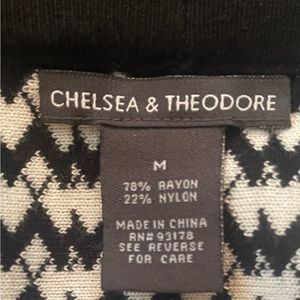 CHELSEA & THEODORE
M
78% RAYON
22% NYLON
MADE IN CHINA
RN# 93178
SEE REVERSE
FOR CARE